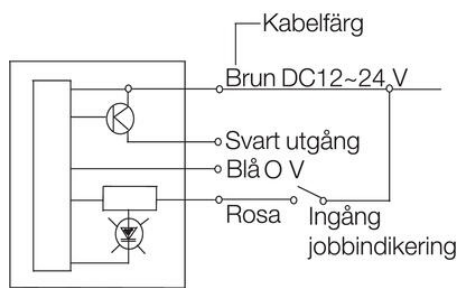 Kabelfärg
Brun DC12~24 V
Svart utgång
Blå O V
Rosa
Ingång
jobbindikering